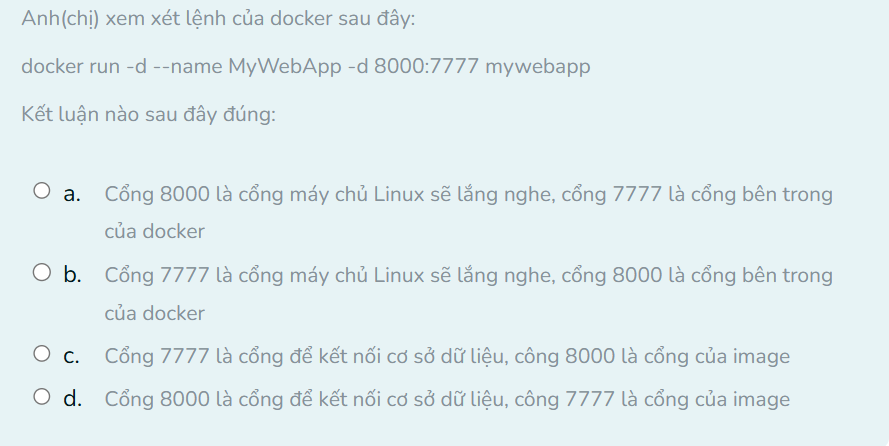 Anh(chị) xem xét lệnh của docker sau đây:
docker run -d --name MyWebApp -d 8000:7777 mywebapp
Kết luận nào sau đây đúng:
a. Cổng 8000 là cổng máy chủ Linux sẽ lắng nghe, cổng 7777 là cổng bên trong
của docker
b. Cổng 7777 là cổng máy chủ Linux sẽ lắng nghe, cổng 8000 là cổng bên trong
của docker
c. Cổng 7777 là cổng để kết nối cơ sở dữ liệu, công 8000 là cổng của image
d. Cổng 8000 là cổng để kết nối cơ sở dữ liệu, công 7777 là cổng của image